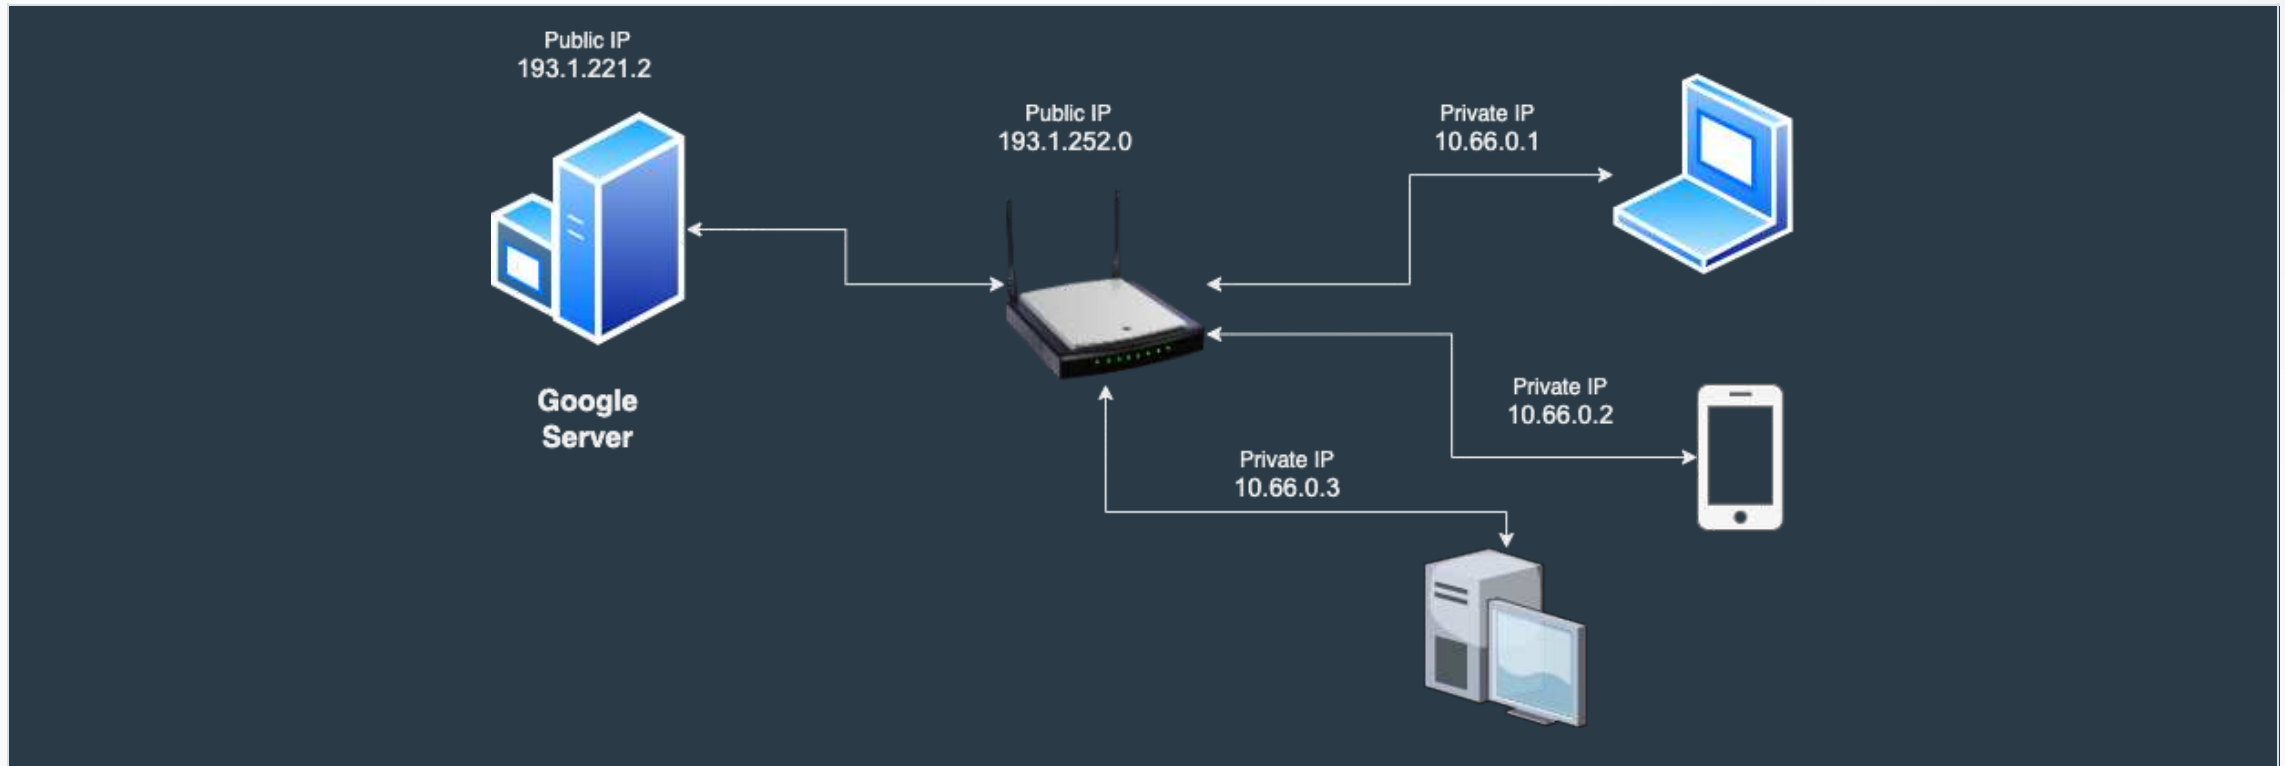 Public IP
193.1.221.2
Google
Server
Public IP
193.1.252.0
Private IP
10.66.0.1
Private IP
10.66.0.2
Private IP
10.66.0.3